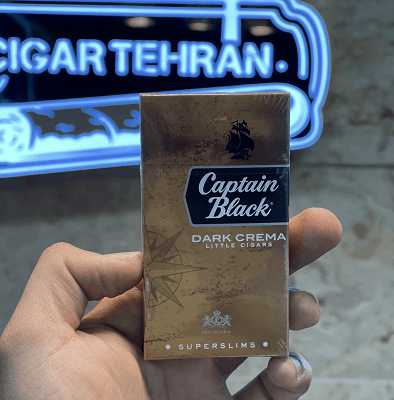 CIGAR TEHRAN.
Captain
Black
DARK CREMA
LITTLE CIGARS
SUPERSLIMS